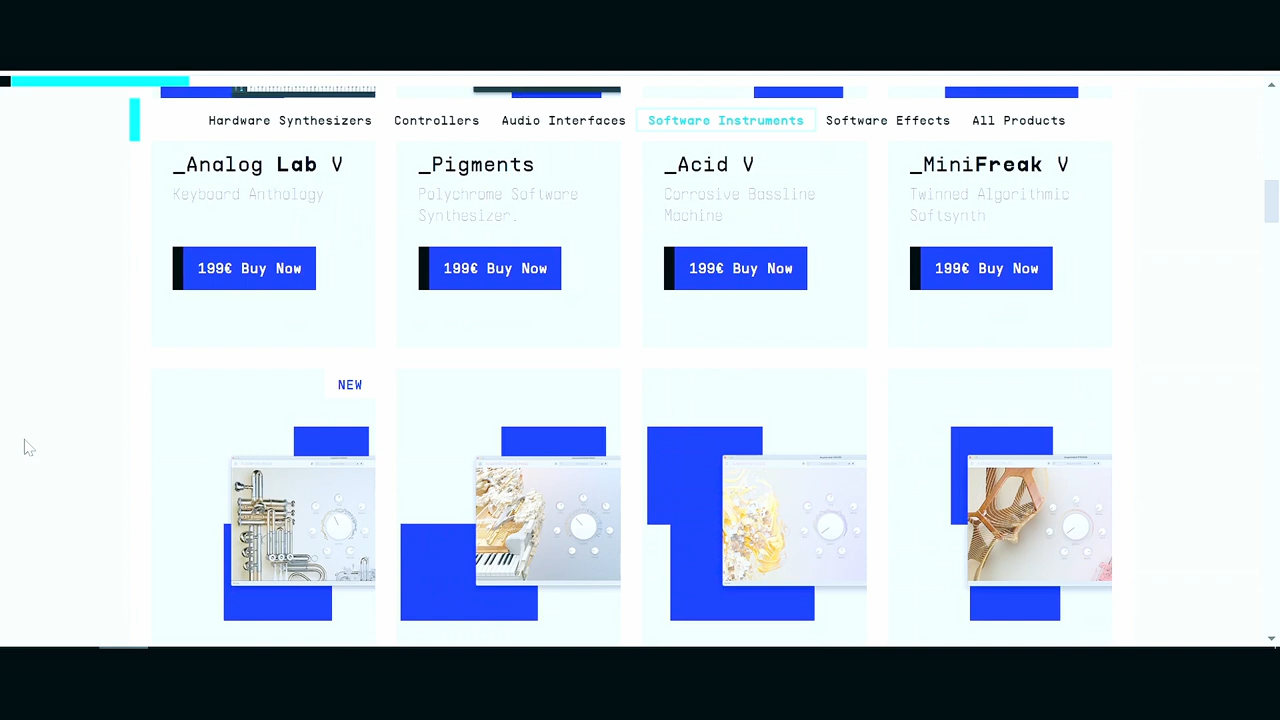 Hardware Synthesizers Controllers Audio Interfaces Software Instruments Software Effects All Products
_Analog Lab V
Keyboard Anthology
199€ Buy Now
_Pigments
Polychrome Software
Synthesizer.
199€ Buy Now
_Acid V
Corrosive Bassline
Machine
199€ Buy Now
_MiniFreak V
Twinned Algorithmic
Softsynth
199€ Buy Now
NEW